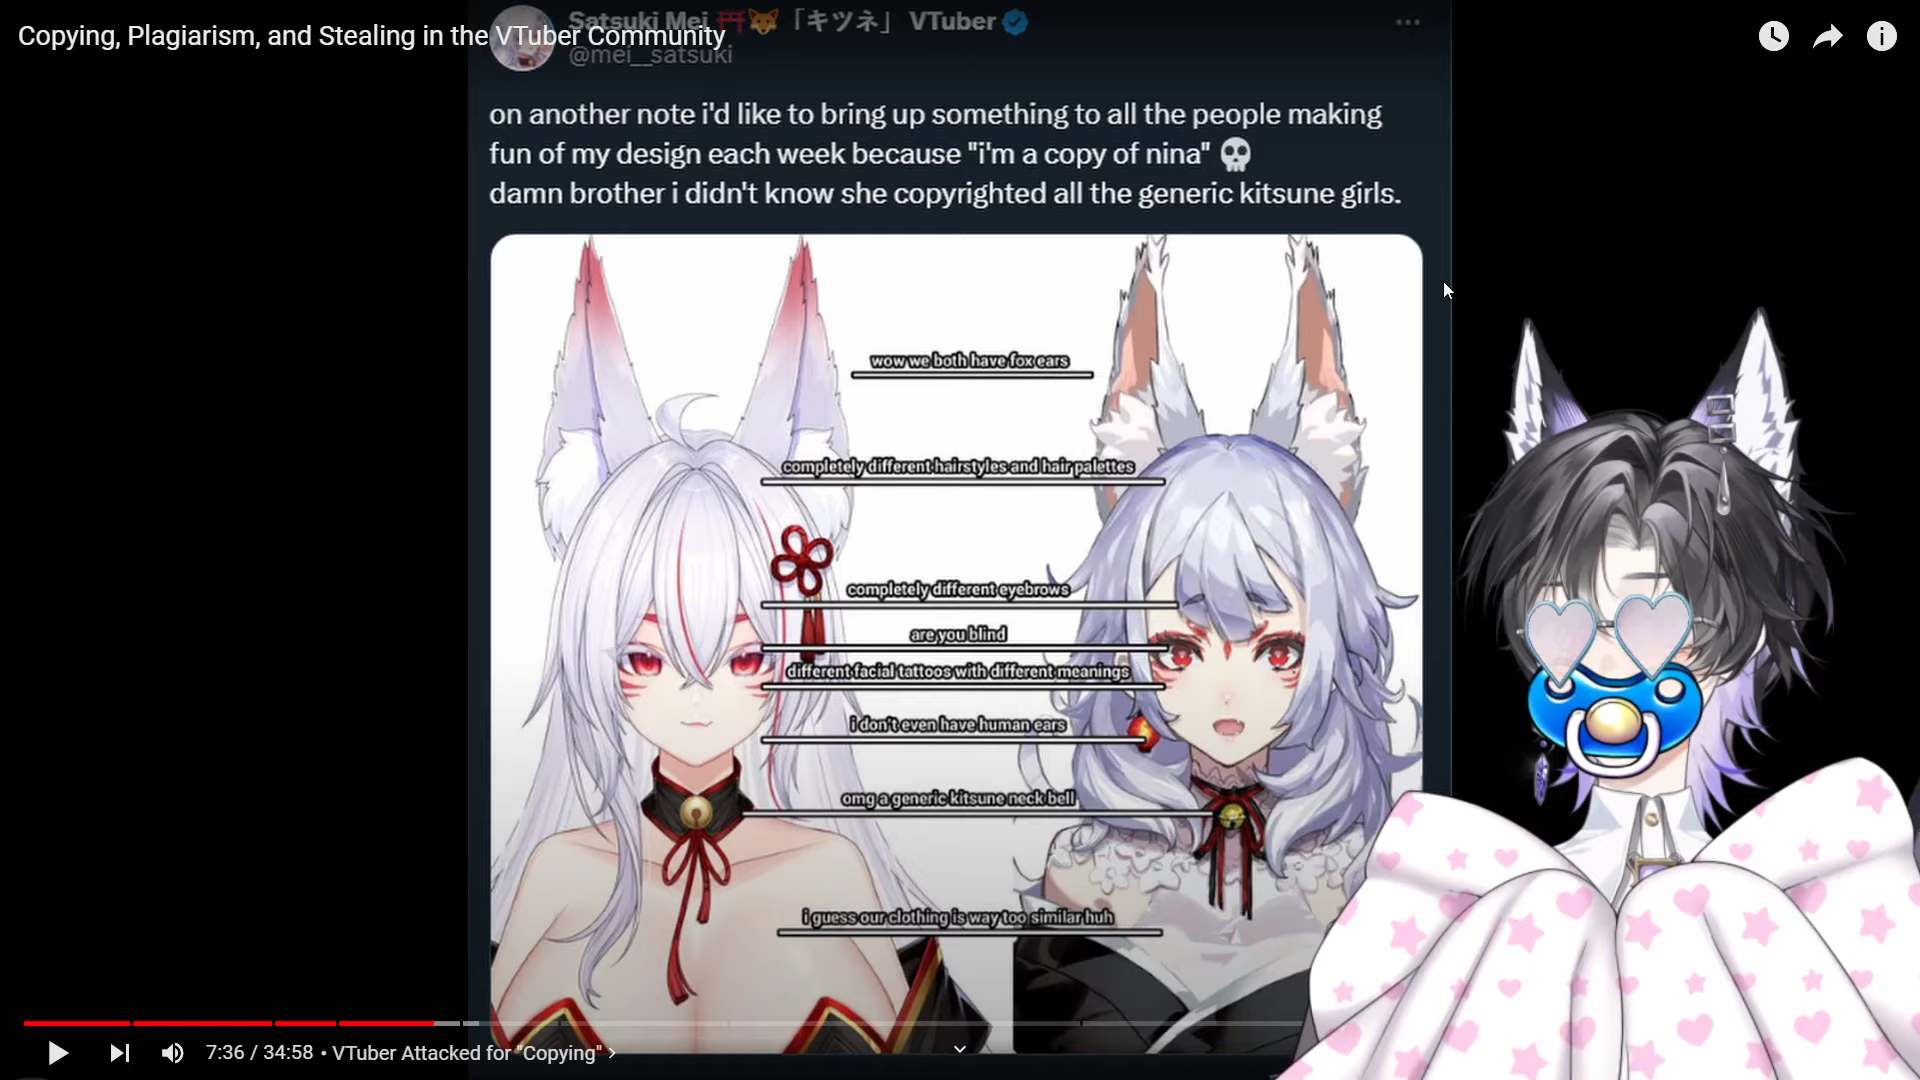 Copying, Plagiarism, and Stealing in the VTuber Community
Satsuki Mei ⛩️🦊「キツネ」 VTuber
@mei__satsuki
on another note i'd like to bring up something to all the people making
fun of my design each week because "i'm a copy of nina" 💀
damn brother i didn't know she copyrighted all the generic kitsune girls.
wow we both have fox ears
completely different hairstyles and hair palettes
completely different eyebrows
are you blind
different facial tattoos with different meanings
i don't even have human ears
omg a generic kitsune neck bell
i guess our clothing is way too similar huh
7:36 / 34:58 • VTuber Attacked for "Copying" ›